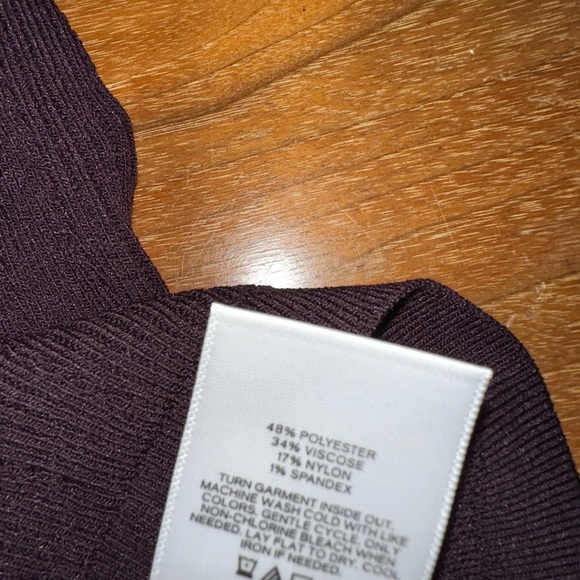 48% POLYESTER
34% VISCOSE
17% NYLON
1% SPANDEX
TURN GARMENT INSIDE OUT.
MACHINE WASH COLD WITH LIKE
COLORS. GENTLE CYCLE. ONLY
NON-CHLORINE BLEACH WHEN
NEEDED. LAY FLAT TO DRY. COOL
IRON IF NEEDED.